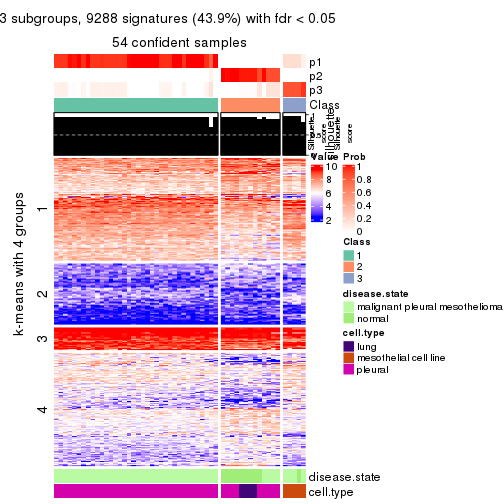 3 subgroups, 9288 signatures (43.9%) with fdr < 0.05
54 confident samples
p1
p2
p3
Class
Silhouette
score
Value
10
8
6
4
2
Prob
1
0.8
0.6
0.4
0.2
0
Class
1
2
3
disease.state
malignant pleural mesothelioma
normal
cell.type
lung
mesothelial cell line
pleural
k-means with 4 groups
1
2
3
4
disease.state
cell.type